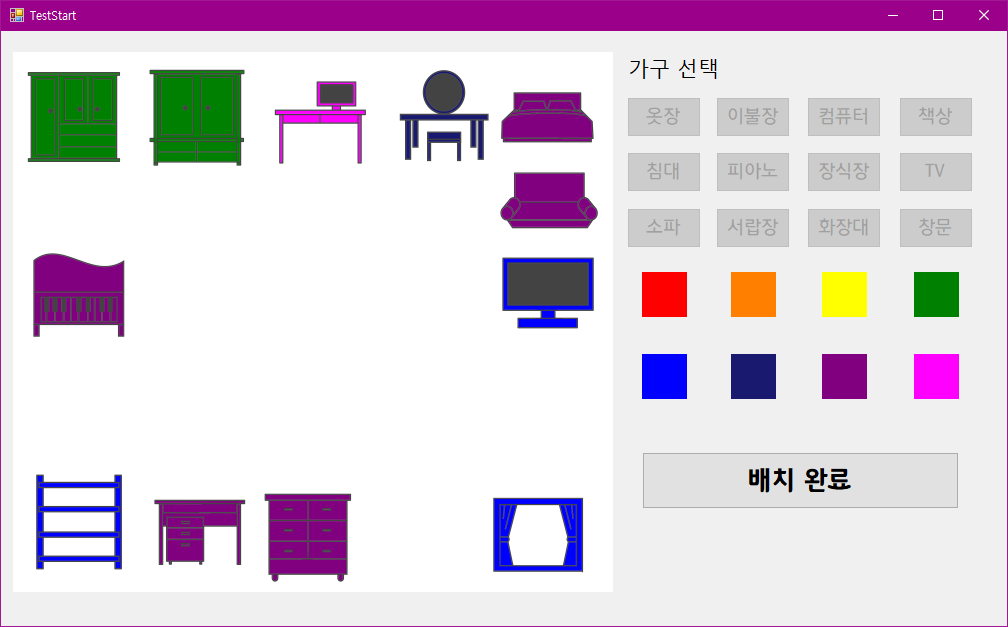 TestStart
가구 선택
옷장 이불장 컴퓨터 책상
침대 피아노 장식장 TV
소파 서랍장 화장대 창문
배치 완료